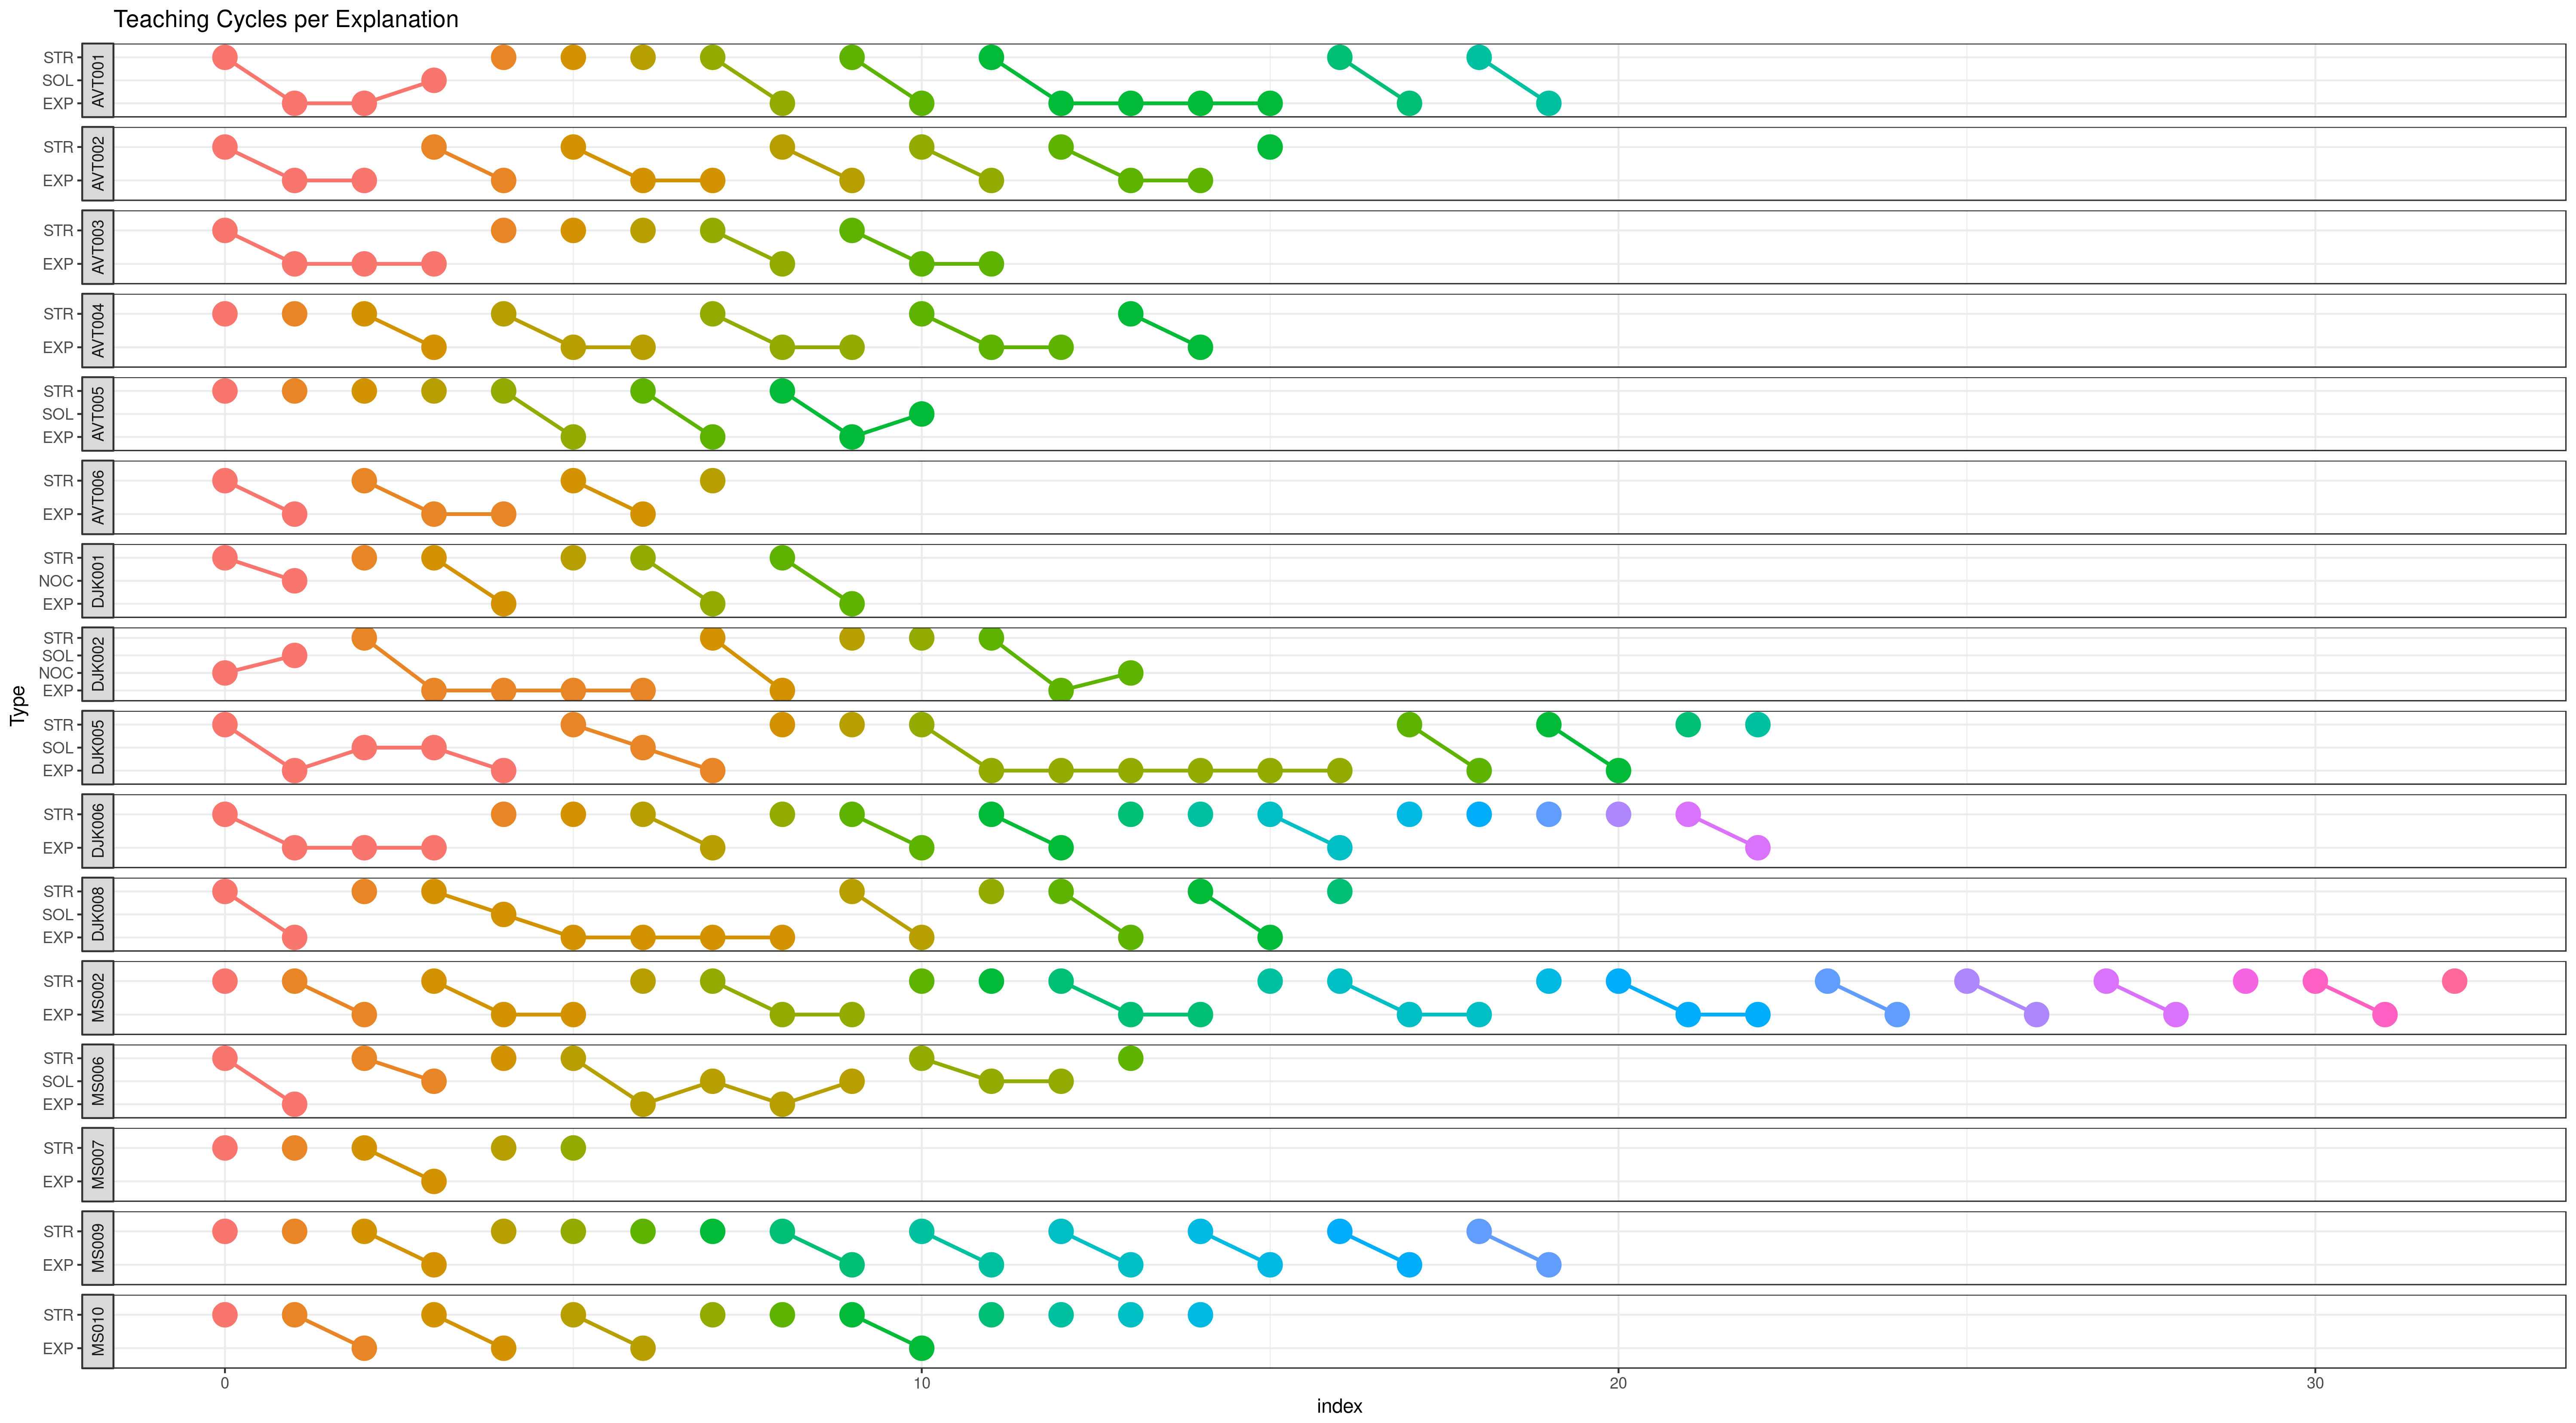 Teaching Cycles per Explanation
Type
STR
SOL
EXP
AVT001
STR
EXP
AVT002
STR
EXP
AVT003
STR
EXP
AVT004
STR
SOL
EXP
AVT005
STR
EXP
AVT006
STR
NOC
EXP
DJK001
STR
SOL
NOC
EXP
DJK002
STR
SOL
EXP
DJK005
STR
EXP
DJK006
STR
SOL
EXP
DJK008
STR
EXP
MS002
STR
SOL
EXP
MS006
STR
EXP
MS007
STR
EXP
MS009
STR
EXP
MS010
0 10 20 30
index